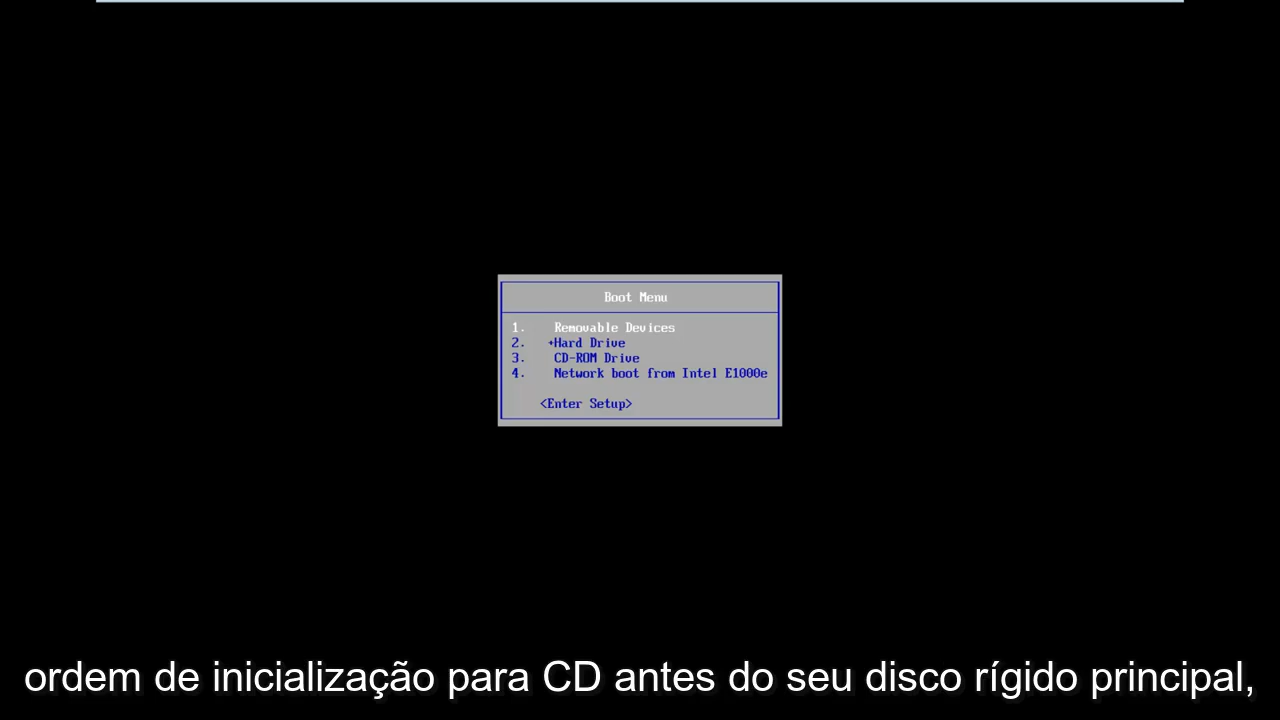 Boot Menu
1. Removable Devices
2. +Hard Drive
3. CD-ROM Drive
4. Network boot from Intel E1000e
<Enter Setup>
ordem de inicialização para CD antes do seu disco rígido principal,